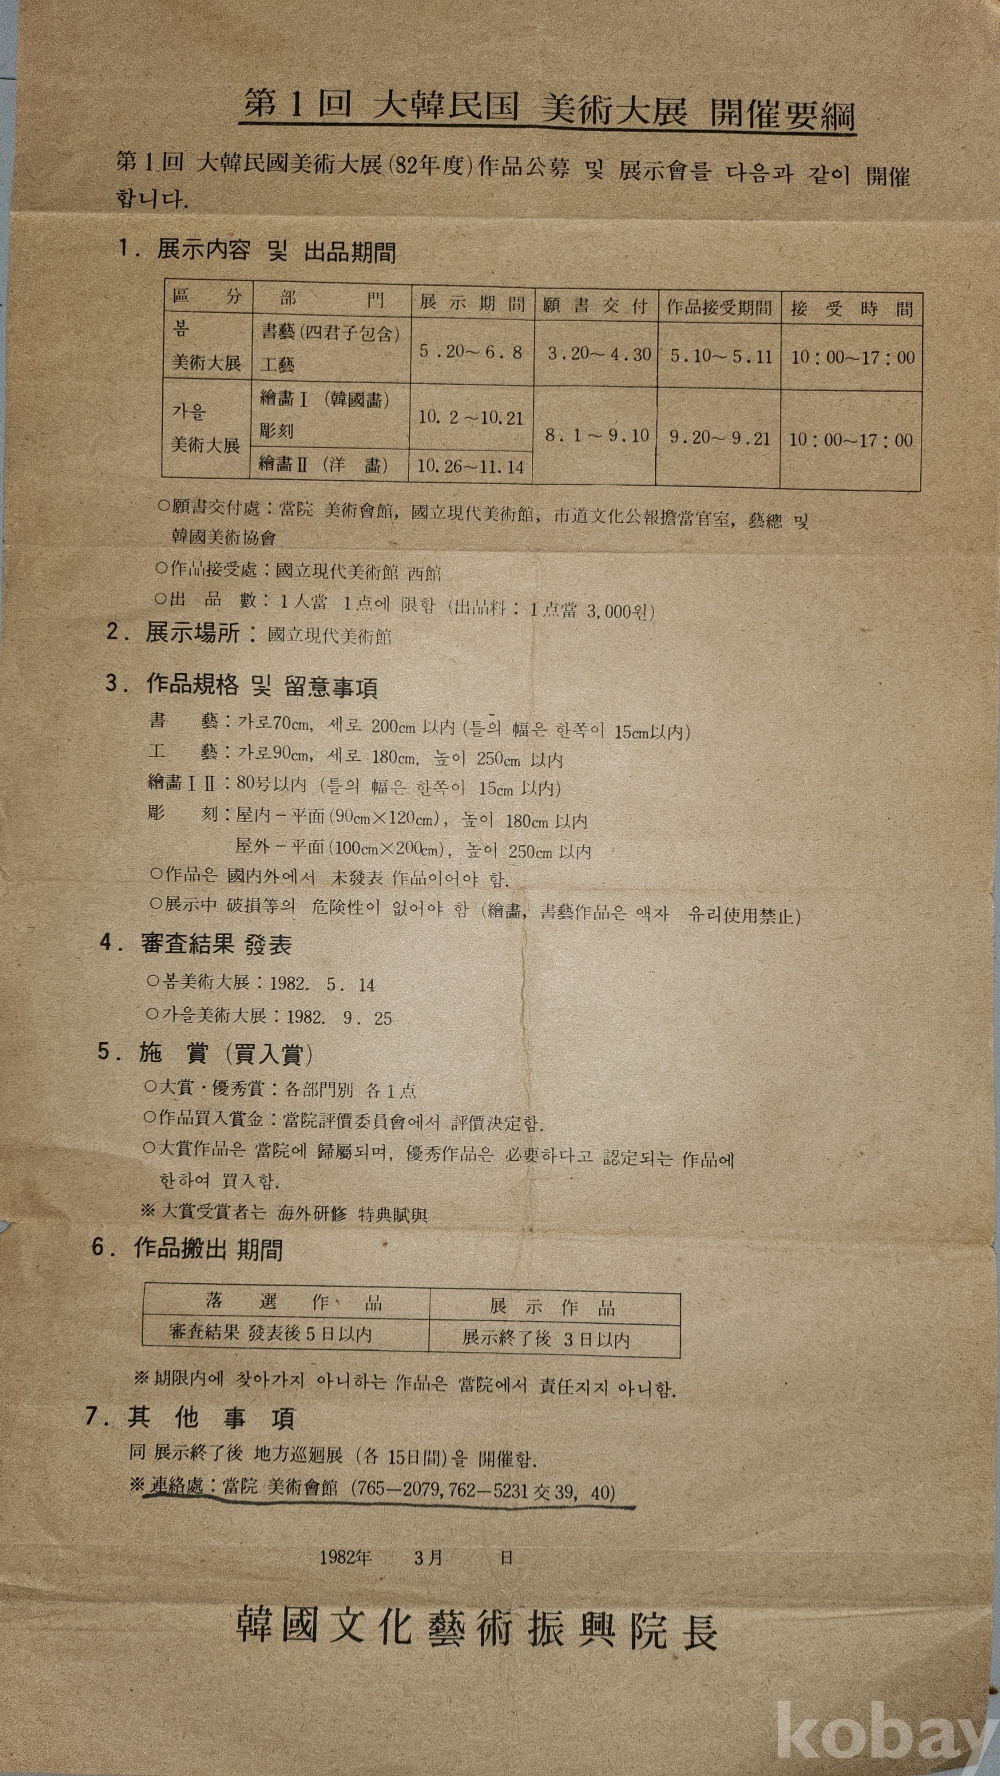 第1回 大韓民国 美術大展 開催要綱
第1回 大韓民國美術大展(82年度)作品公募 및 展示會를 다음과 같이 開催
합니다.
1. 展示内容 및 出品期間
區 分 部 門 展示期間 願書交付 作品接受期間 接受時間
봄 書藝(四君子包含)
美術大展 工藝 5.20~6.8 3.20~4.30 5.10~5.11 10:00~17:00
가을 繪畫Ⅰ (韓國畫) 10.2~10.21
美術大展 彫刻 8.1~9.10 9.20~9.21 10:00~17:00
繪畫Ⅱ (洋 畫) 10.26~11.14
○願書交付處:當院 美術會館, 國立現代美術館, 市道文化公報擔當官室, 藝總 및
韓國美術協會
○作品接受處:國立現代美術館 西館
○出 品 數: 1人當 1点에 限함 (出品料: 1点當 3,000원)
2. 展示場所: 國立現代美術館
3. 作品規格 및 留意事項
書 藝:가로70cm, 세로 200cm 以内(틀의 幅은 한쪽이 15cm以内)
工 藝:가로90cm, 세로 180cm, 높이 250cm 以内
繪畫ⅠⅡ:80号以内 (틀의 幅은 한쪽이 15cm 以内)
彫 刻:屋内-平面(90cm×120cm), 높이 180cm 以内
屋外-平面(100cm×200cm), 높이 250cm 以内
○作品은 國内外에서 未發表 作品이어야 함.
○展示中 破損等의 危険性이 없어야 함 (繪畫, 書藝作品은 액자 유리使用禁止)
4. 審査結果 發表
○봄美術大展:1982. 5. 14
○가을美術大展:1982. 9. 25
5. 施 賞 (買入賞)
○大賞·優秀賞:各部門別 各1点
○作品買入賞金:當院評價委員會에서 評價決定함.
○大賞作品은 當院에 歸屬되며, 優秀作品은 必要하다고 認定되는 作品에
한하여 買入함.
※大賞受賞者는 海外研修 特典賦與
6. 作品搬出 期間
落 選 作 品 展 示 作 品
審査結果 發表後5日以内 展示終了後 3日以内
※期限内에 찾아가지 아니하는 作品은 當院에서 責任지지 아니함.
7. 其 他 事 項
同 展示終了後 地方巡廻展 (各 15日間)을 開催함.
※連絡處:當院 美術會館 (765-2079,762-5231交39, 40)
1982年 3月 日
韓國文化藝術振興院長
kobay